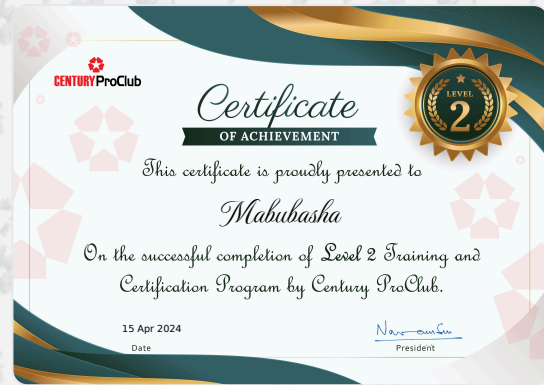 CENTURY ProClub
Certificate
OF ACHIEVEMENT
LEVEL
2
This certificate is proudly presented to
Mabubasha
On the successful completion of Level 2 Training and
Certification Program by Century ProClub.
15 Apr 2024
Date
President